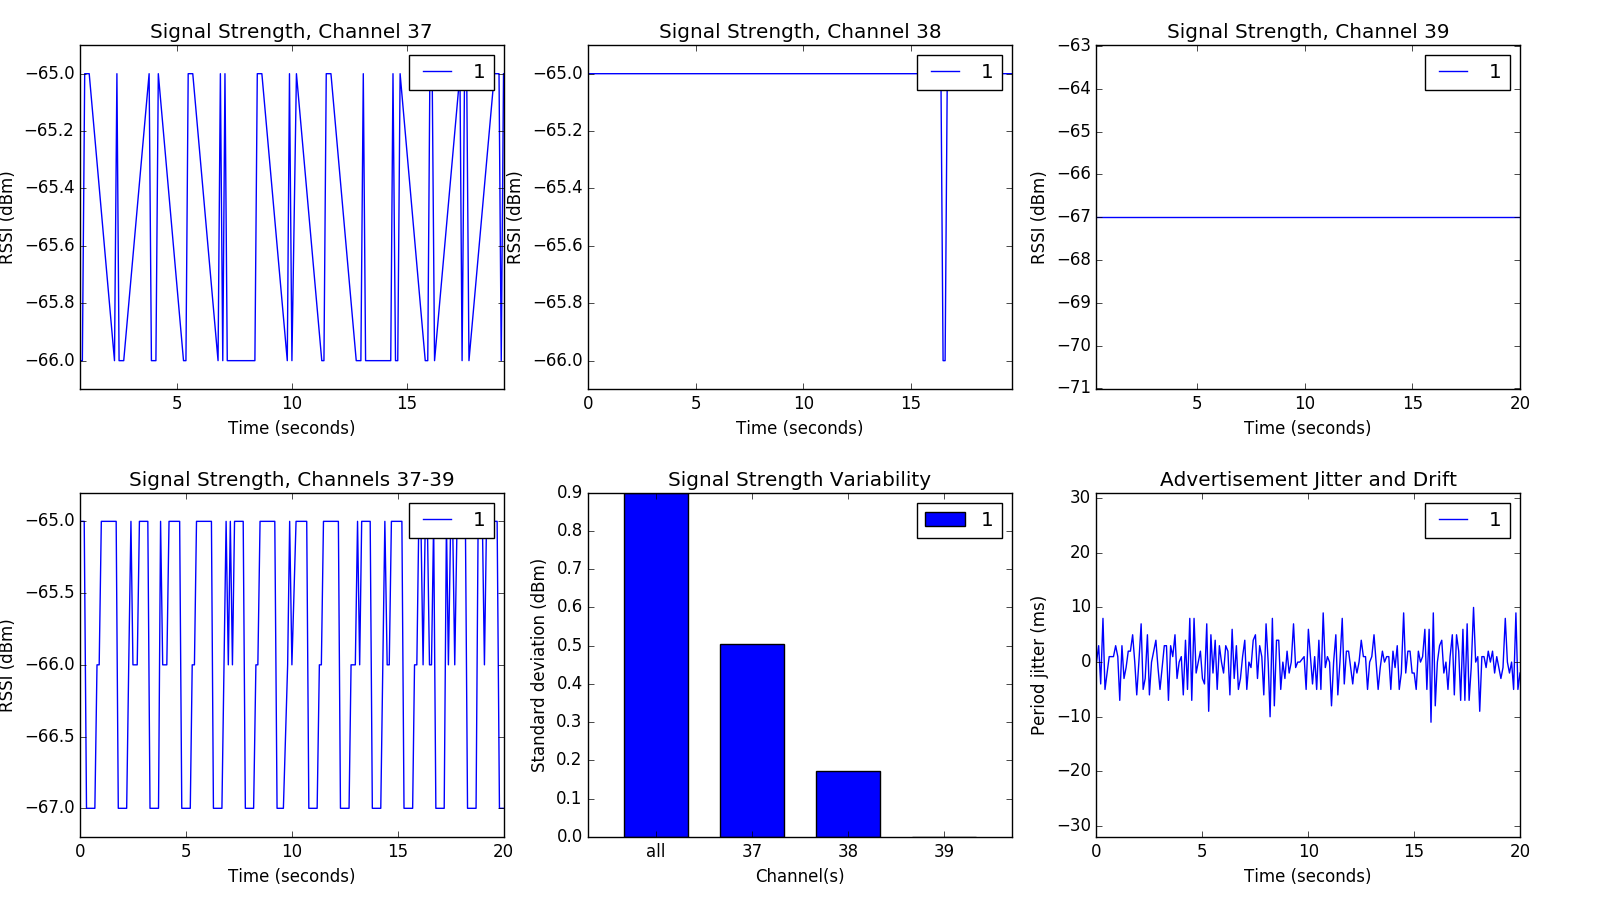 Signal Strength, Channel 37
1
−65.0
−65.2
−65.4
−65.6
−65.8
−66.0
RSSI (dBm)
5 10 15
Time (seconds)
Signal Strength, Channel 38
1
−65.0
−65.2
−65.4
−65.6
−65.8
−66.0
RSSI (dBm)
0 5 10 15
Time (seconds)
Signal Strength, Channel 39
1
−63
−64
−65
−66
−67
−68
−69
−70
−71
RSSI (dBm)
5 10 15 20
Time (seconds)
Signal Strength, Channels 37-39
1
−65.0
−65.5
−66.0
−66.5
−67.0
RSSI (dBm)
0 5 10 15 20
Time (seconds)
Signal Strength Variability
1
0.9
0.8
0.7
0.6
0.5
0.4
0.3
0.2
0.1
0.0
Standard deviation (dBm)
all 37 38 39
Channel(s)
Advertisement Jitter and Drift
1
30
20
10
0
−10
−20
−30
Period jitter (ms)
0 5 10 15 20
Time (seconds)